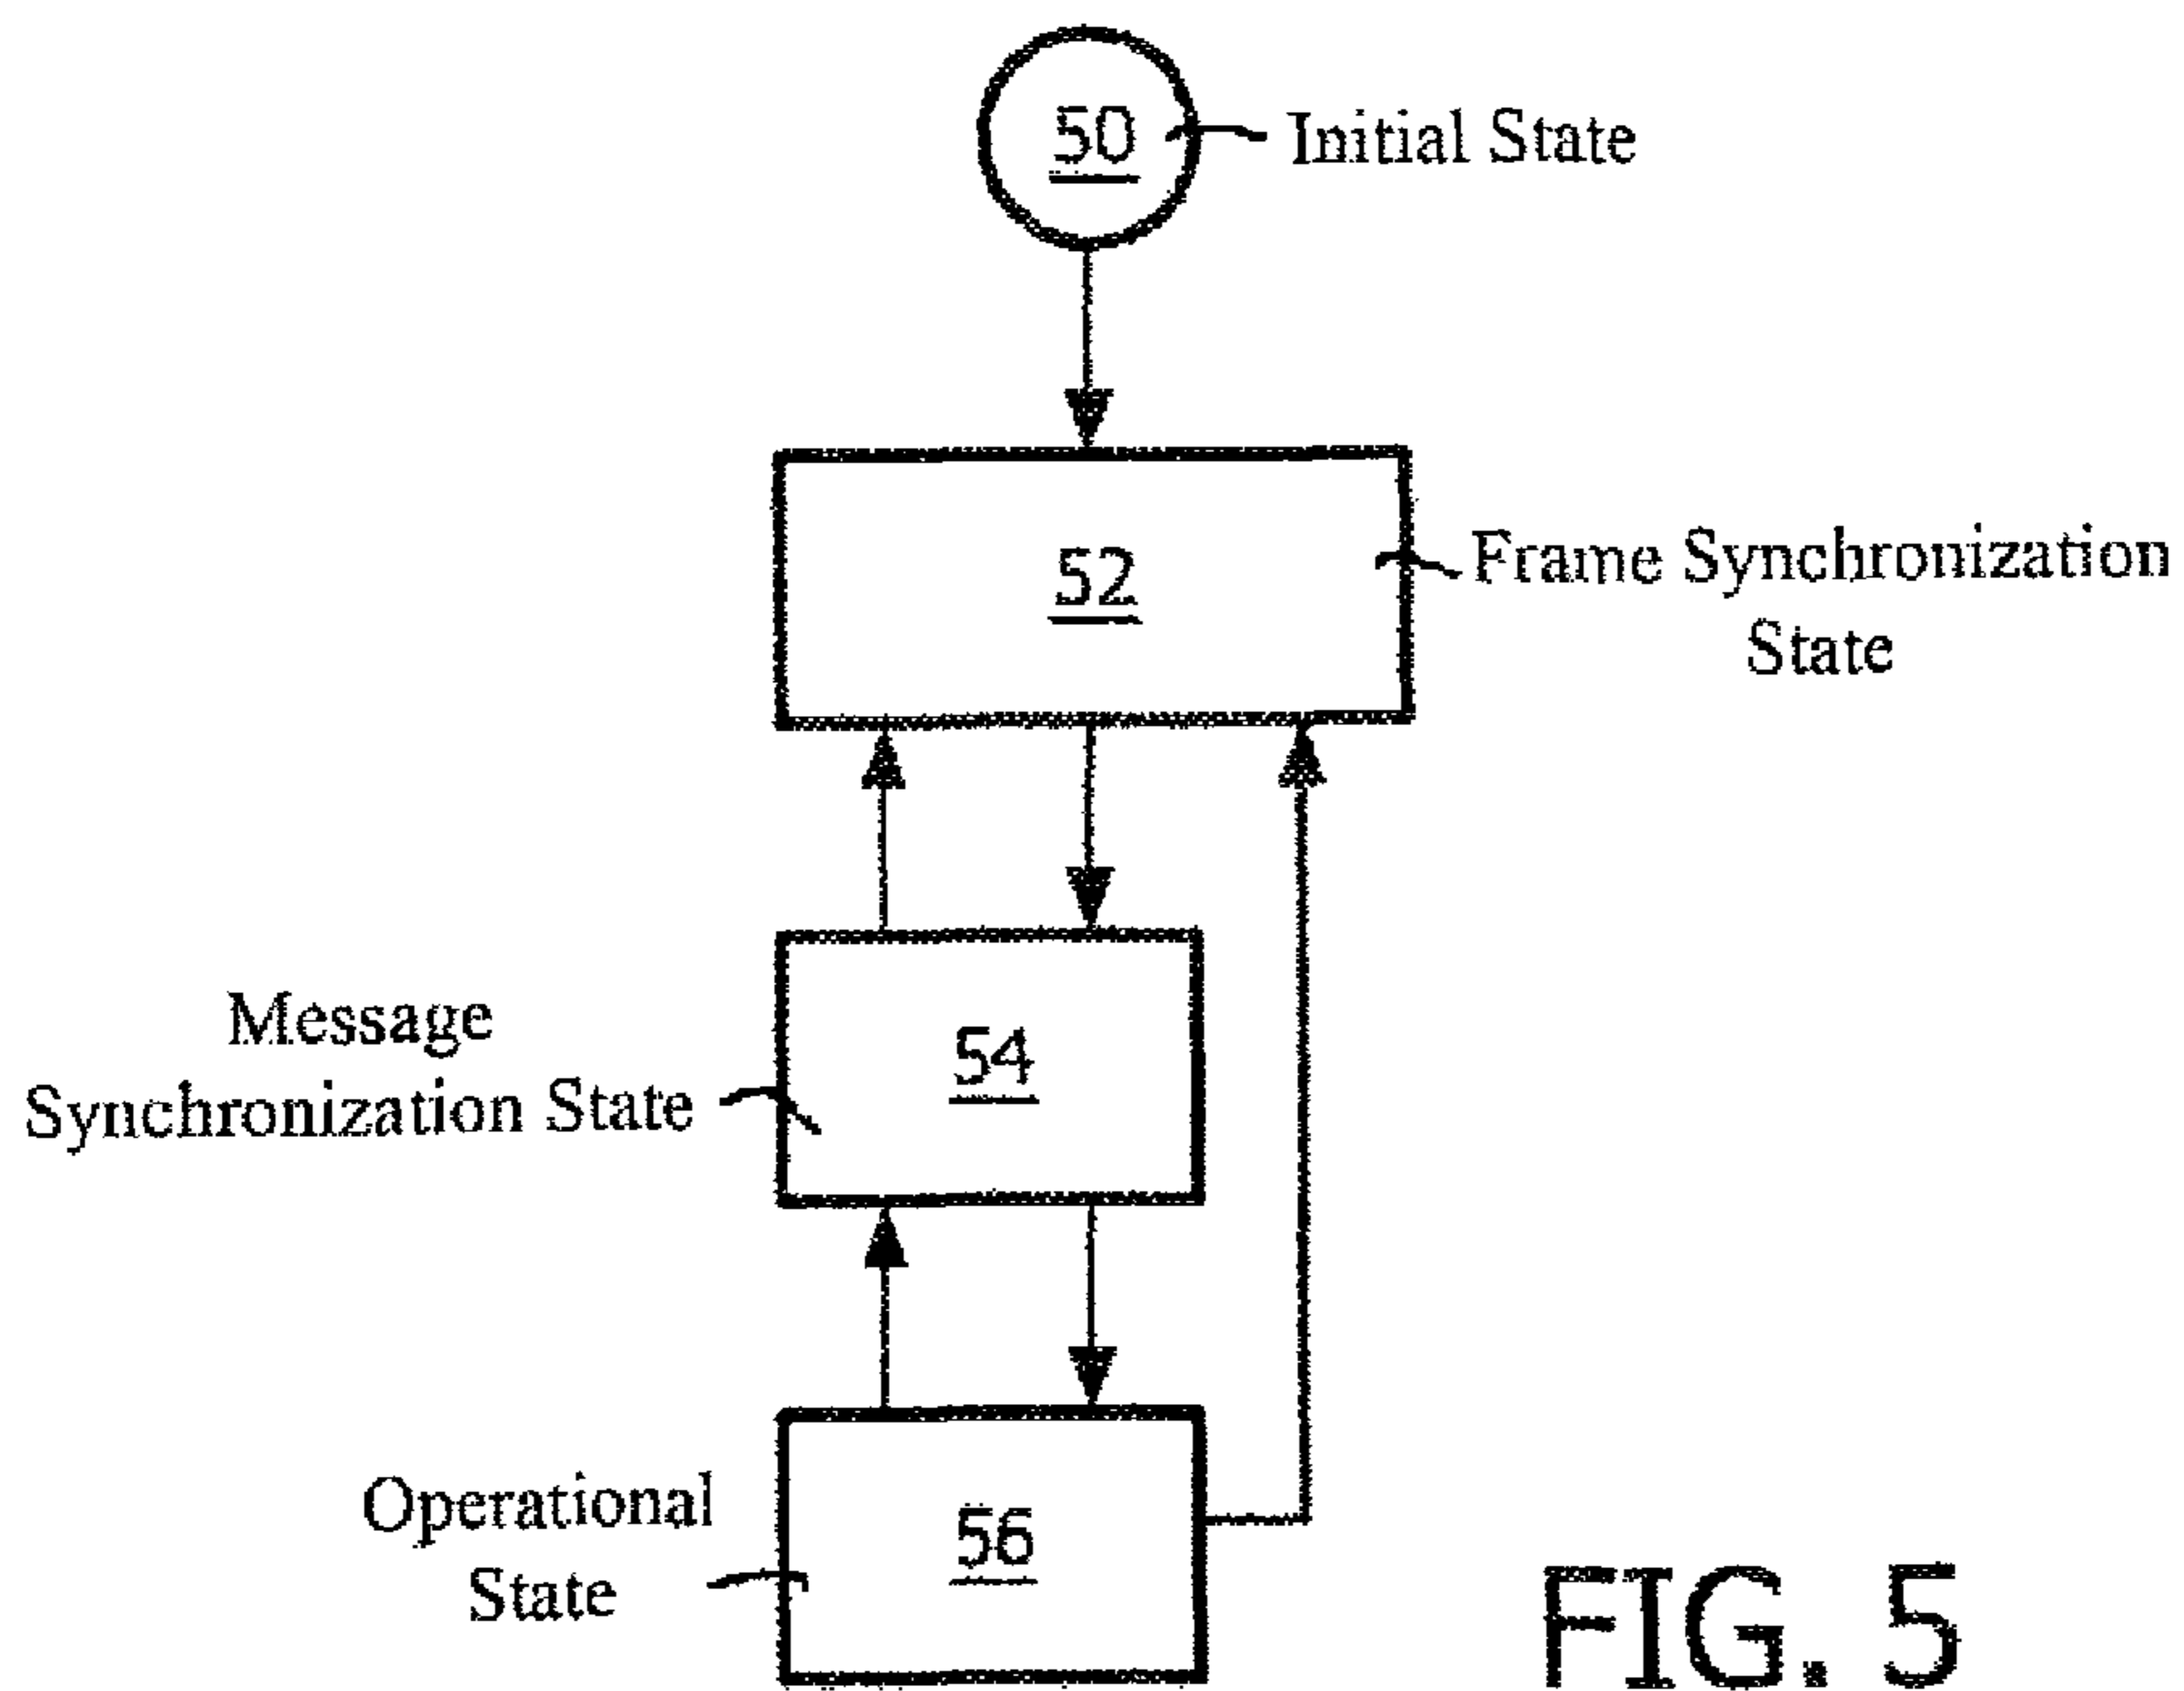 50
Initial State
52
Frame Synchronization
State
Message
54
Synchronization State
Operational
56
State
FIG. 5